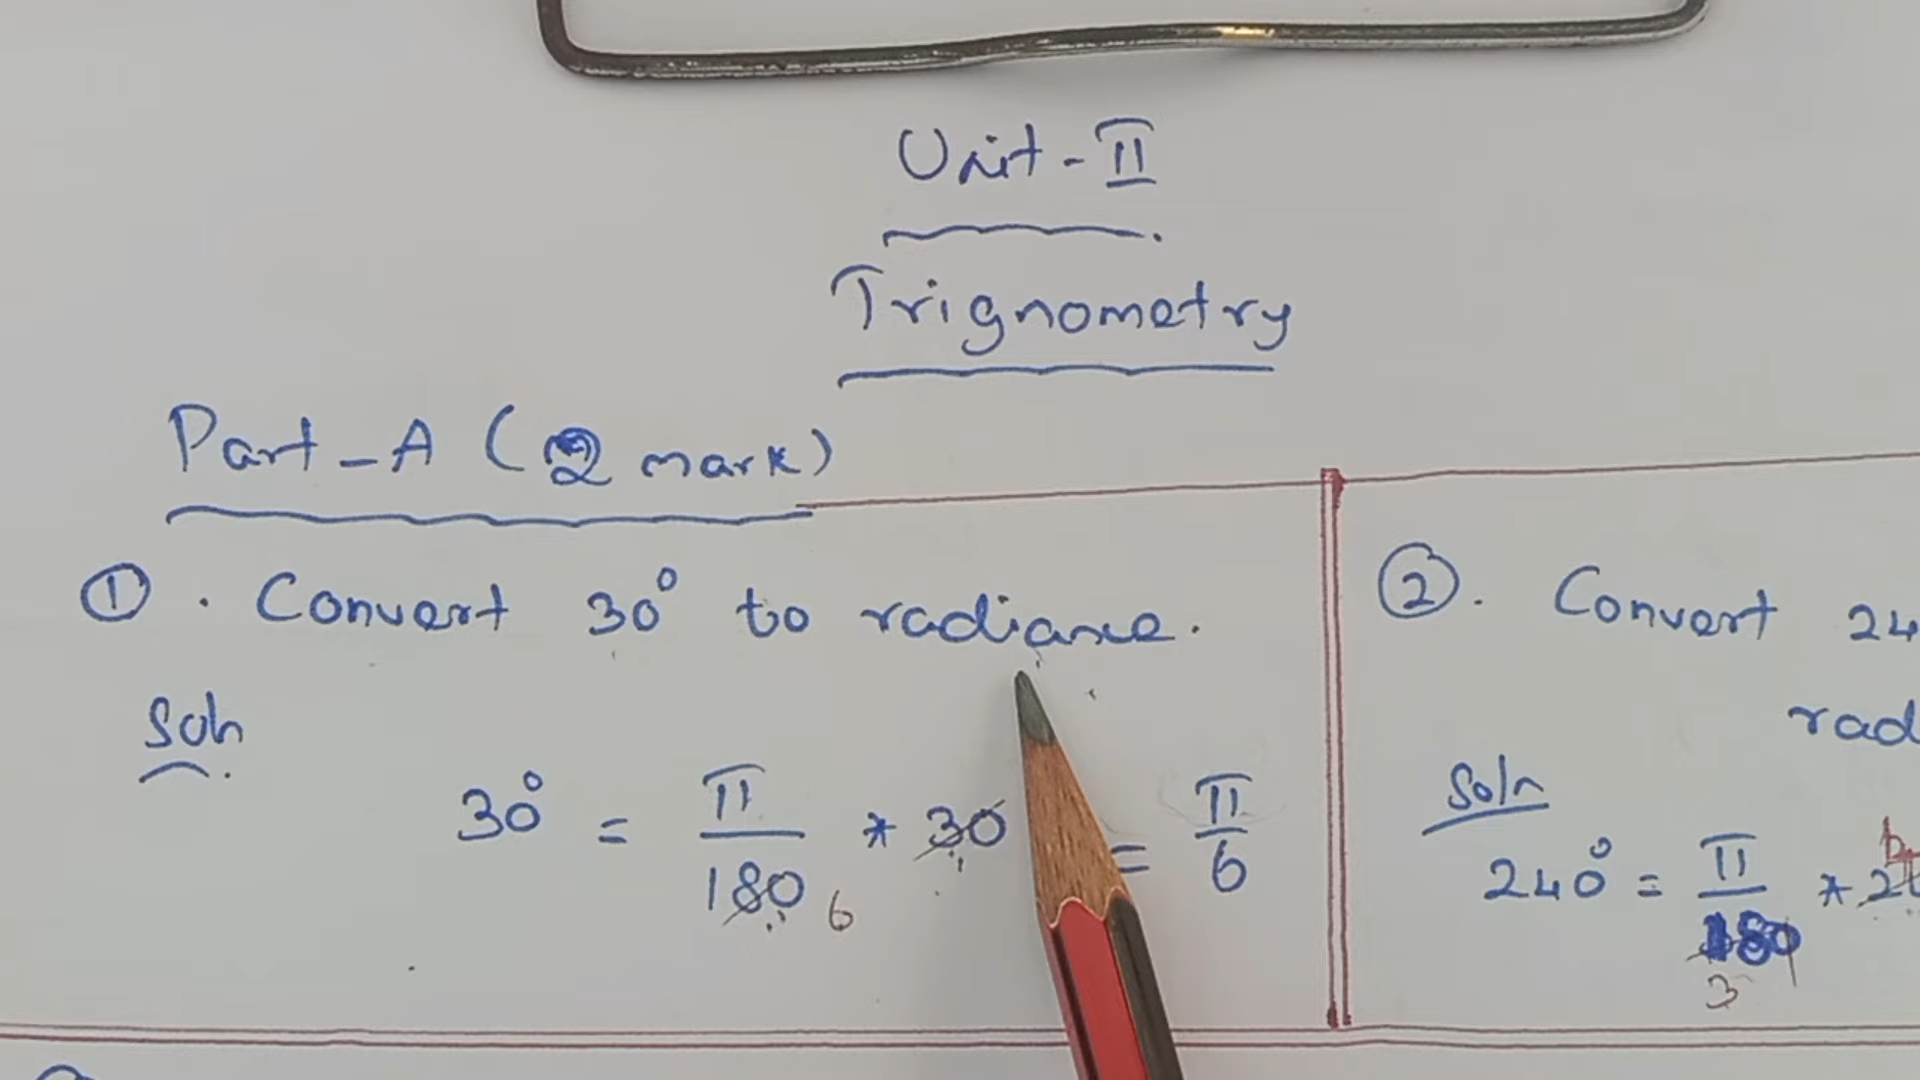 Unit - II
Trignometry
Part - A (2 mark)
① . Convert 30° to radiance.
Soln
30° = π/180 * 30 = π/6
6
② . Convert 24
rad
Soln
240° = π/180 * 2
3